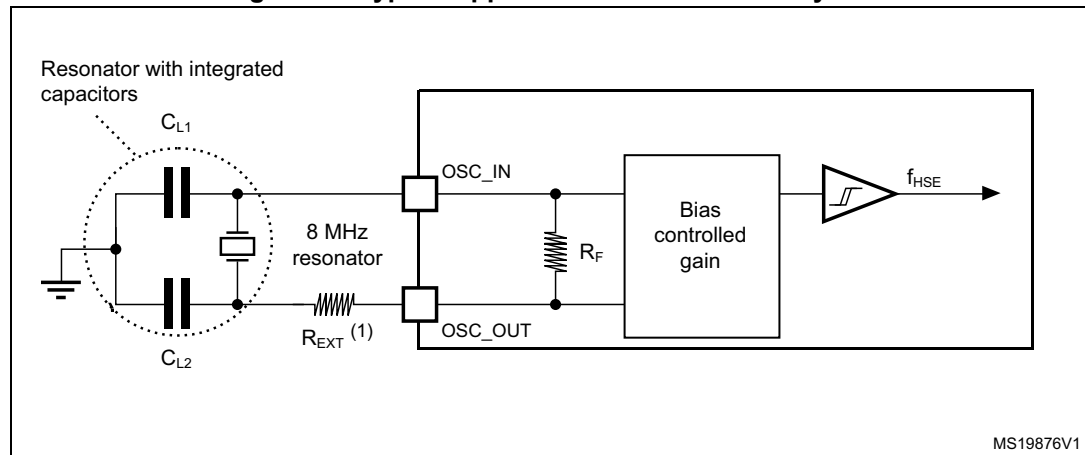 Resonator with integrated
capacitors
CL1
OSC_IN
fHSE
8 MHz
resonator
RF
Bias
controlled
gain
REXT (1)
OSC_OUT
CL2
MS19876V1